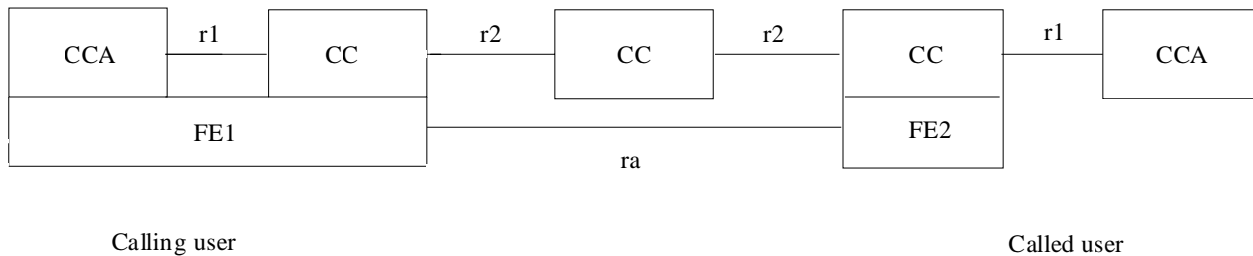 r1 r2 r2 r1
CCA CC CC CC CCA
FE1 FE2
ra
Calling user Called user